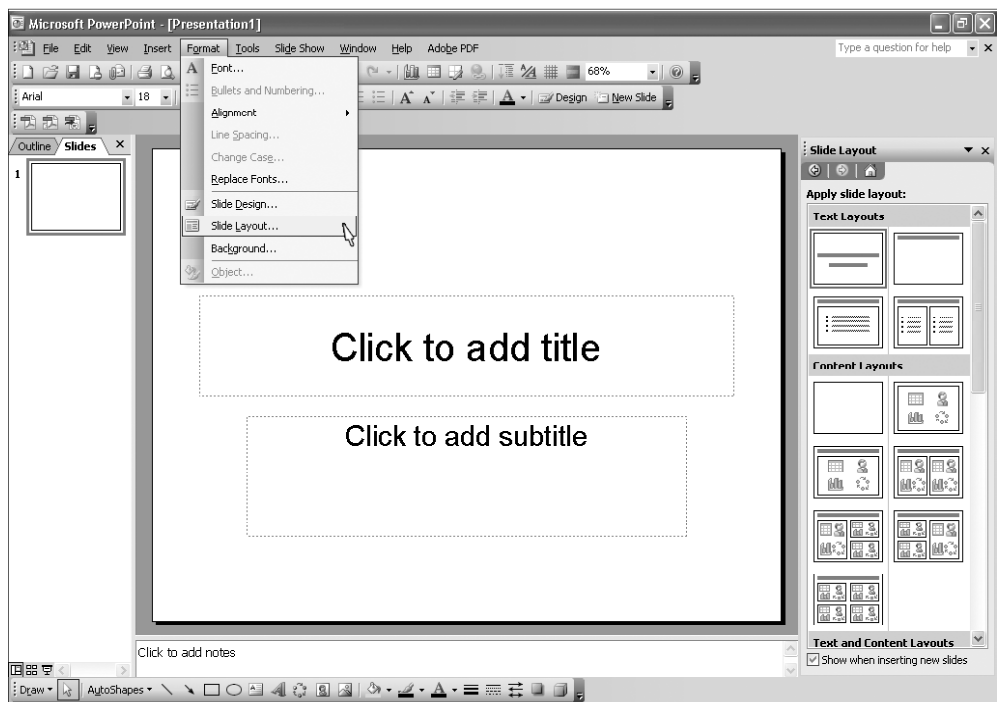 Microsoft PowerPoint - [Presentation1]
File Edit View Insert Format Tools Slide Show Window Help Adobe PDF Type a question for help
68%
Arial 18 Design New Slide
Font...
Bullets and Numbering...
Alignment
Line Spacing...
Change Case...
Replace Fonts...
Slide Design...
Slide Layout...
Background...
Object...
Outline Slides
1
Click to add title
Click to add subtitle
Click to add notes
Slide Layout
Apply slide layout:
Text Layouts
Content Layouts
Text and Content Layouts
Show when inserting new slides
Draw AutoShapes